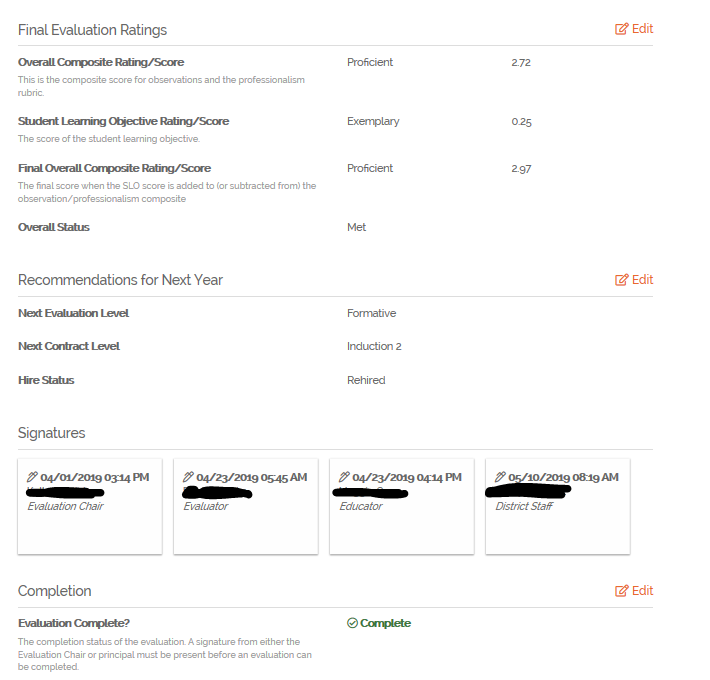 Final Evaluation Ratings Edit
Overall Composite Rating/Score Proficient 2.72
This is the composite score for observations and the professionalism
rubric.
Student Learning Objective Rating/Score Exemplary 0.25
The score of the student learning objective.
Final Overall Composite Rating/Score Proficient 2.97
The final score when the SLO score is added to (or subtracted from) the
observation/professionalism composite
Overall Status Met
Recommendations for Next Year Edit
Next Evaluation Level Formative
Next Contract Level Induction 2
Hire Status Rehired
Signatures
04/01/2019 03:14 PM
Evaluation Chair
04/23/2019 05:45 AM
Evaluator
04/23/2019 04:14 PM
Educator
05/10/2019 08:19 AM
District Staff
Completion Edit
Evaluation Complete? Complete
The completion status of the evaluation. A signature from either the
Evaluation Chair or principal must be present before an evaluation can
be completed.